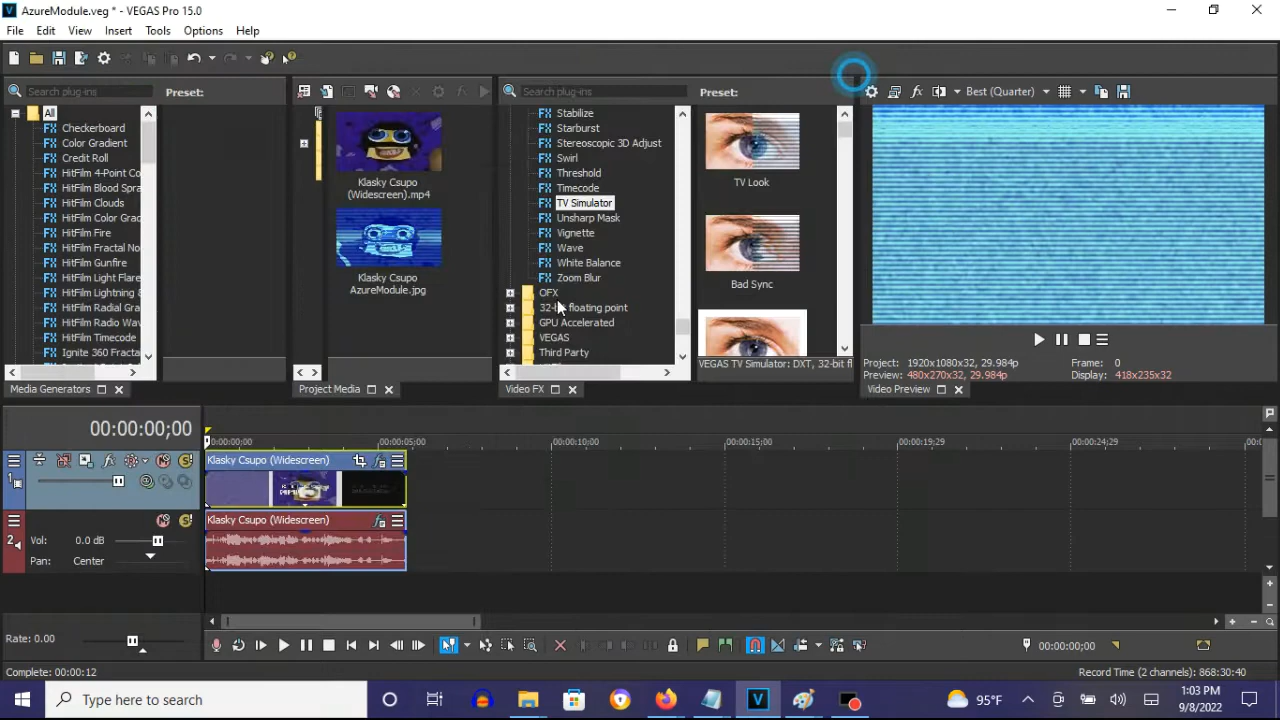 AzureModule.veg * - VEGAS Pro 15.0
File Edit View Insert Tools Options Help
Search plug-ins
Preset:
All
Checkerboard
Color Gradient
Credit Roll
HitFilm 4-Point Co
HitFilm Blood Spra
HitFilm Clouds
HitFilm Color Grac
HitFilm Fire
HitFilm Fractal No
HitFilm Gunfire
HitFilm Light Flare
HitFilm Lightning &
HitFilm Radial Gra
HitFilm Radio Wav
HitFilm Timecode
Ignite 360 Fracta
Media Generators
Klasky Csupo
(Widescreen).mp4
Klasky Csupo
AzureModule.jpg
Project Media
Search plug-ins
Preset:
Stabilize
Starburst
Stereoscopic 3D Adjust
Swirl
Threshold
Timecode
TV Simulator
Unsharp Mask
Vignette
Wave
White Balance
Zoom Blur
OFX
32-bit floating point
GPU Accelerated
VEGAS
Third Party
TV Look
Bad Sync
VEGAS TV Simulator: DXT, 32-bit fl
Video FX
Best (Quarter)
Project: 1920x1080x32, 29.984p
Frame: 0
Preview: 480x270x32, 29.984p
Display: 418x235x32
Video Preview
00:00:00;00
00:00:00;00 00:00:05;00 00:00:10;00 00:00:15;00 00:00:19;29 00:00:24;29
1
Klasky Csupo (Widescreen)
2
Klasky Csupo (Widescreen)
Vol: 0.0 dB
Pan: Center
Rate: 0.00
00:00:00;00
Complete: 00:00:12
Record Time (2 channels): 868:30:40
Type here to search
95°F
1:03 PM
9/8/2022